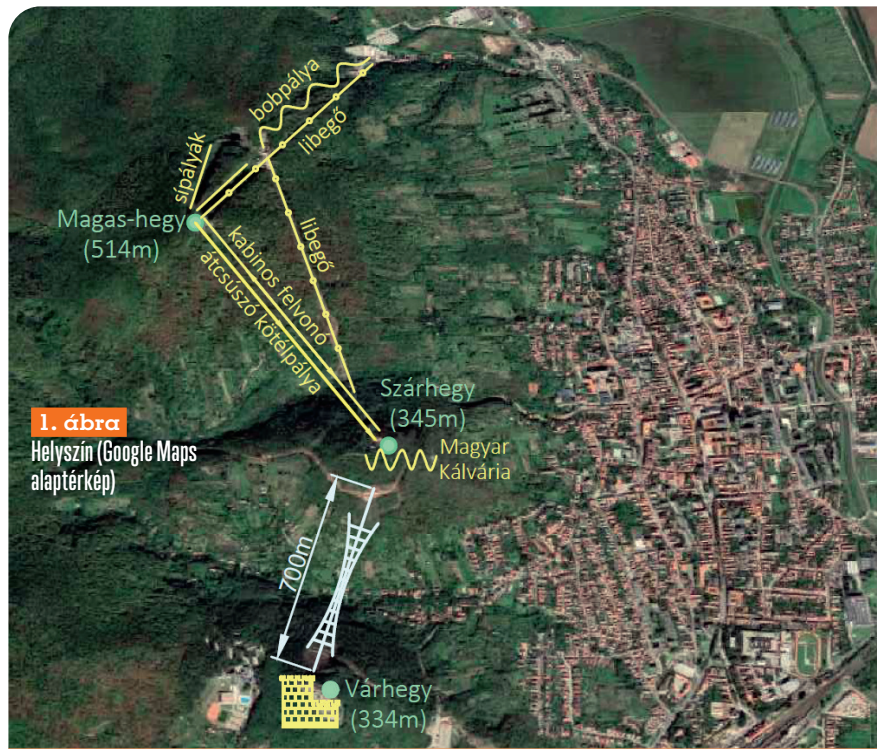 bobpálya
libegő
sípályák
Magas-hegy
(514m)
libegő
kabinos felvonó
átcsúszó kötélpálya
Szárhegy
(345m)
1. ábra
Helyszín (Google Maps
alaptérkép)
Magyar
Kálvária
700m
Várhegy
(334m)